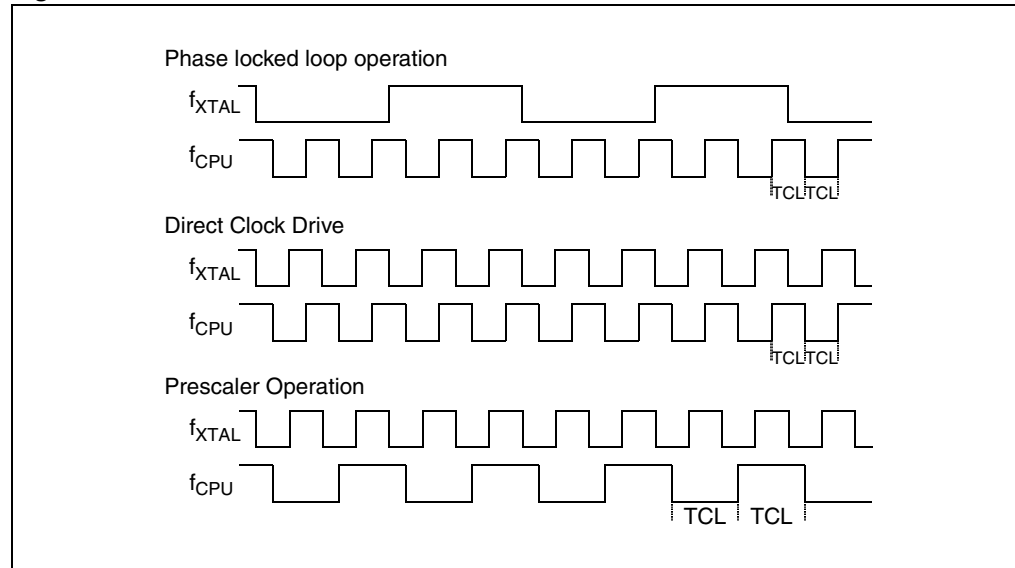 Phase locked loop operation
fXTAL
fCPU
TCL TCL
Direct Clock Drive
fXTAL
fCPU
TCL TCL
Prescaler Operation
fXTAL
fCPU
TCL TCL